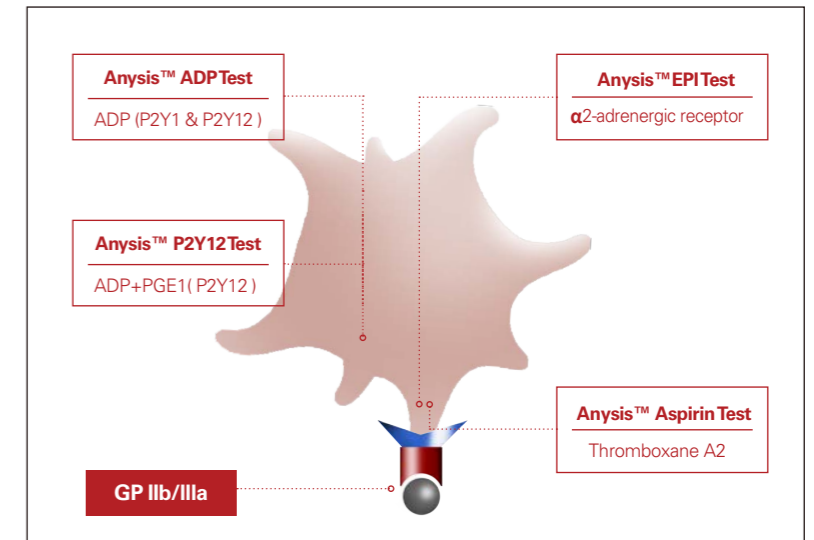 Anysis™ ADP Test
ADP (P2Y1 & P2Y12 )
Anysis™ EPI Test
α2-adrenergic receptor
Anysis™ P2Y12 Test
ADP+PGE1( P2Y12 )
Anysis™ Aspirin Test
Thromboxane A2
GP IIb/IIIa